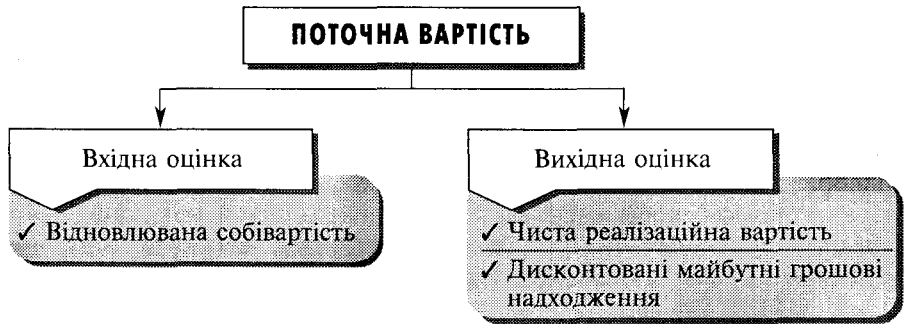 ПОТОЧНА ВАРТІСТЬ
Вхідна оцінка
✓ Відновлювана собівартість
Вихідна оцінка
✓ Чиста реалізаційна вартість
✓ Дисконтовані майбутні грошові
надходження